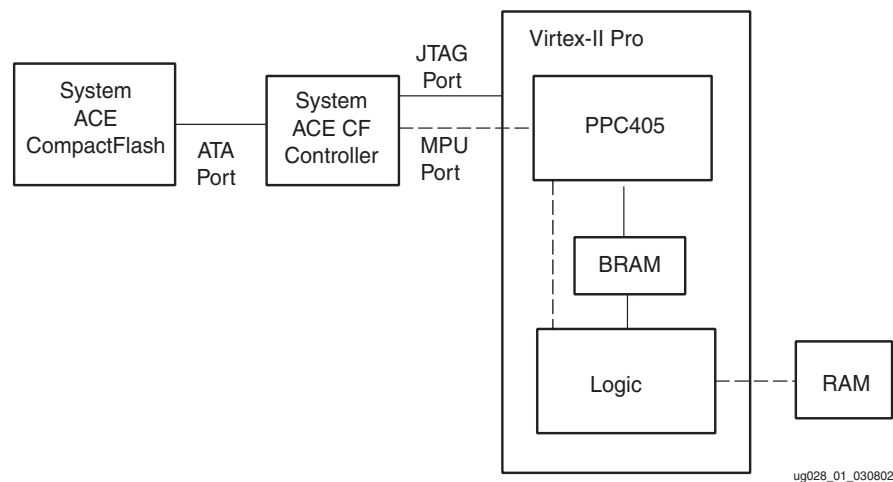 Virtex-II Pro
JTAG
Port
System
ACE
CompactFlash
System
ACE CF
Controller
PPC405
ATA
Port
MPU
Port
BRAM
Logic
RAM
ug028_01_030802